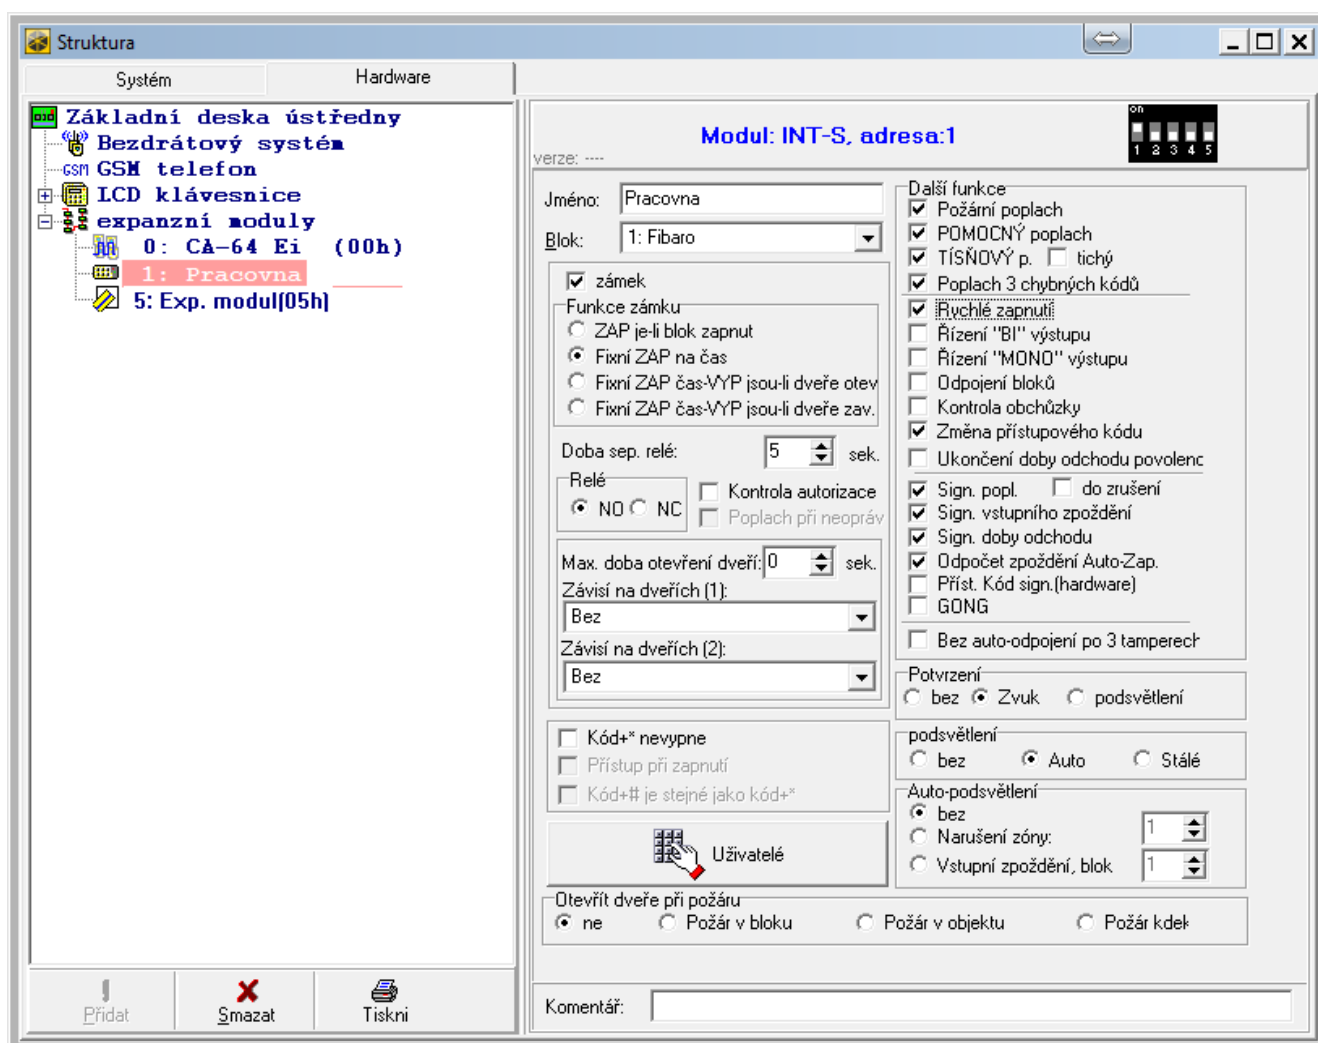 Struktura
Systém
Hardware
Základní deska ústředny
Bezdrátový systém
GSM GSM telefon
LCD klávesnice
expanzní moduly
0: CA-64 Ei (00h)
1: Pracovna
5: Exp. modul(05h)
Přidat
Smazat
Tiskni
Modul: INT-S, adresa:1
verze: ----
on
1 2 3 4 5
Jméno: Pracovna
Blok: 1: Fibaro
zámek
Funkce zámku
ZAP je-li blok zapnut
Fixní ZAP na čas
Fixní ZAP čas-VYP jsou-li dveře otev
Fixní ZAP čas-VYP jsou-li dveře zav.
Doba sep. relé: 5 sek.
Relé
NO NC
Kontrola autorizace
Poplach při neopráv
Max. doba otevření dveří: 0 sek.
Závisí na dveřích (1):
Bez
Závisí na dveřích (2):
Bez
Kód+* nevypne
Přístup při zapnutí
Kód+# je stejné jako kód+*
Uživatelé
Další funkce
Požární poplach
POMOCNÝ poplach
TÍSŇOVÝ p. tichý
Poplach 3 chybných kódů
Rychlé zapnutí
Řízení "BI" výstupu
Řízení "MONO" výstupu
Odpojení bloků
Kontrola obchůzky
Změna přístupového kódu
Ukončení doby odchodu povolenc
Sign. popl. do zrušení
Sign. vstupního zpoždění
Sign. doby odchodu
Odpočet zpoždění Auto-Zap.
Příst. Kód sign.(hardware)
GONG
Bez auto-odpojení po 3 tamperech
Potvrzení
bez Zvuk podsvětlení
podsvětlení
bez Auto Stálé
Auto-podsvětlení
bez
Narušení zóny: 1
Vstupní zpoždění, blok 1
Otevřít dveře při požáru
ne Požár v bloku Požár v objektu Požár kdek
Komentář: